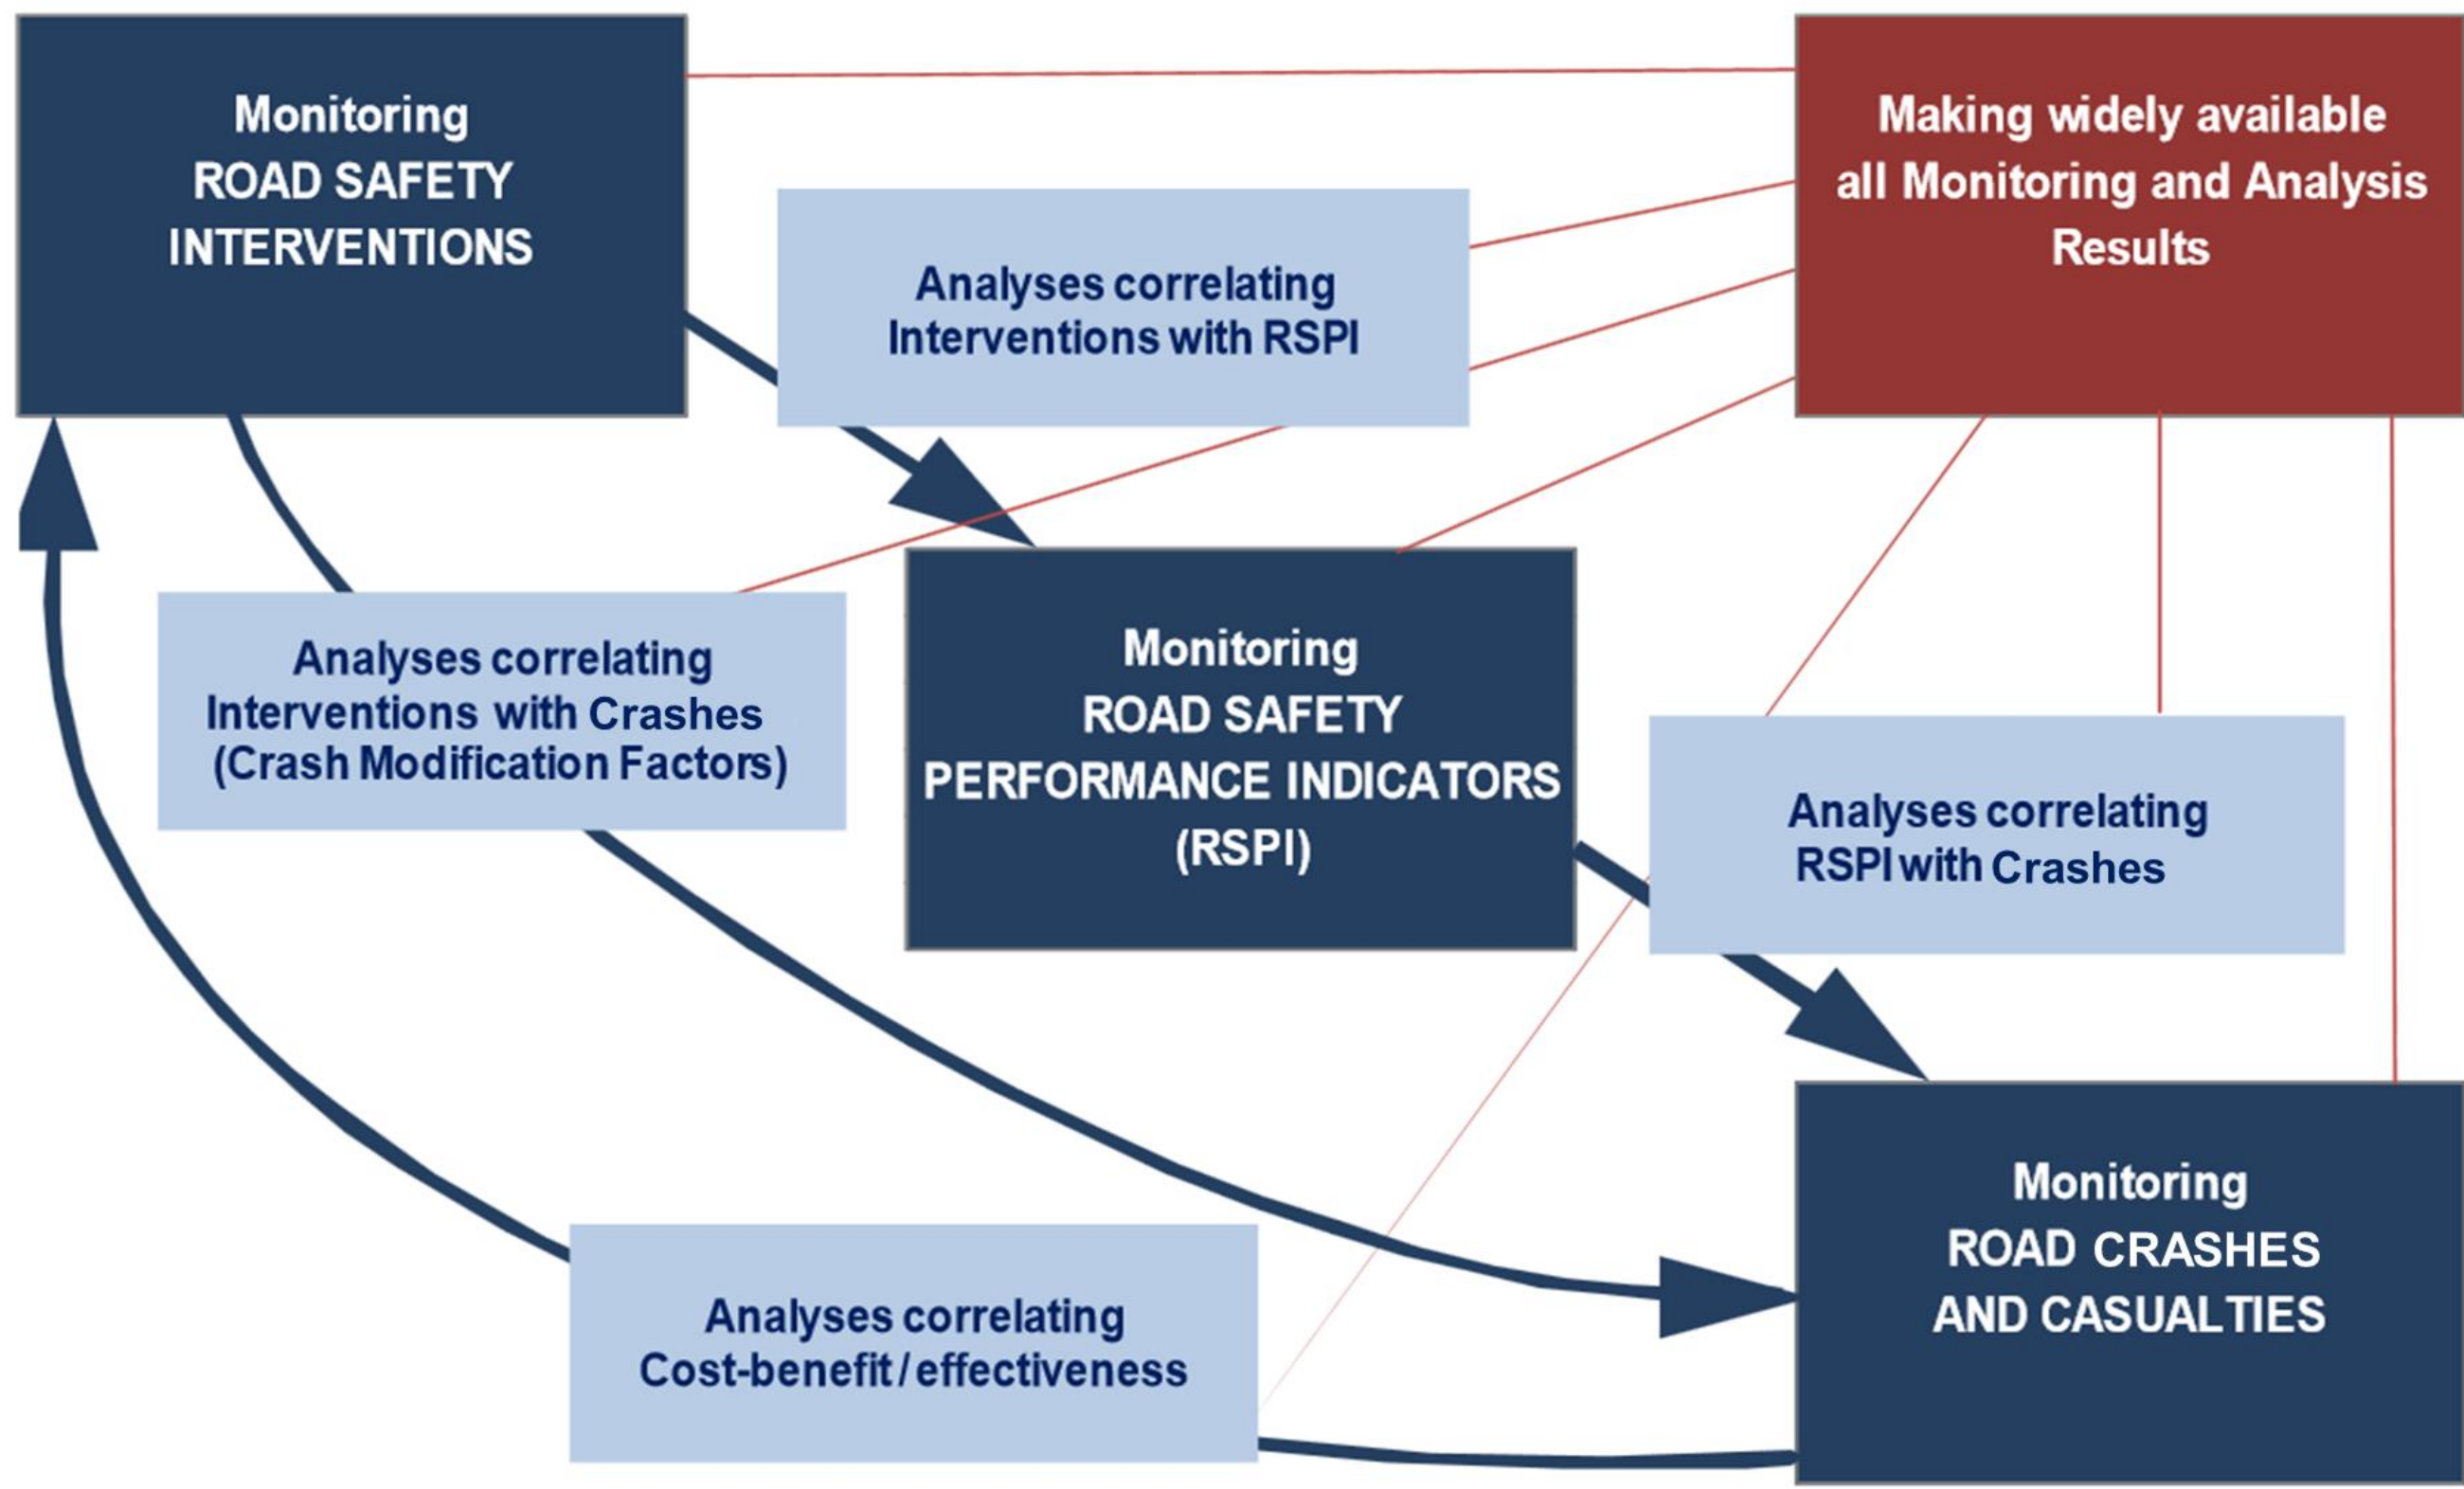 Monitoring
ROAD SAFETY
INTERVENTIONS
Making widely available
all Monitoring and Analysis
Results
Analyses correlating
Interventions with RSPI
Analyses correlating
Interventions with Crashes
(Crash Modification Factors)
Monitoring
ROAD SAFETY
PERFORMANCE INDICATORS
(RSPI)
Analyses correlating
RSPI with Crashes
Monitoring
ROAD CRASHES
AND CASUALTIES
Analyses correlating
Cost-benefit / effectiveness